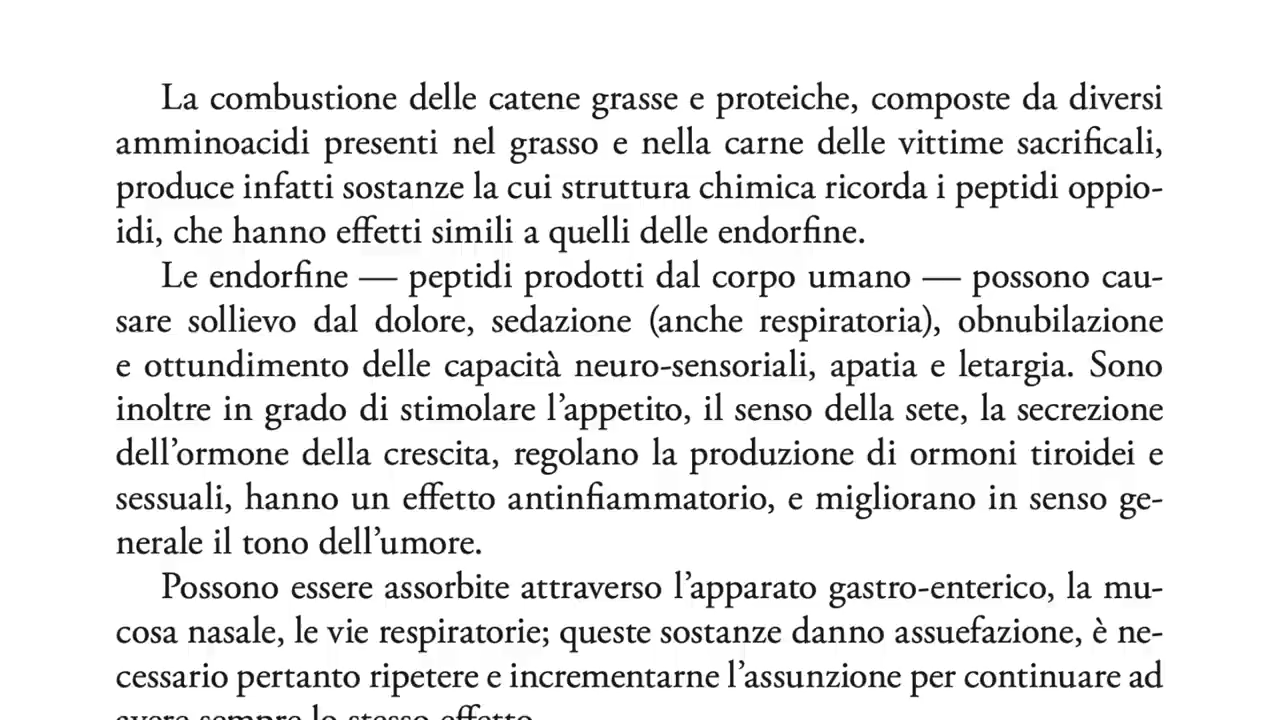 La combustione delle catene grasse e proteiche, composte da diversi
amminoacidi presenti nel grasso e nella carne delle vittime sacrificali,
produce infatti sostanze la cui struttura chimica ricorda i peptidi oppio-
idi, che hanno effetti simili a quelli delle endorfine.
Le endorfine — peptidi prodotti dal corpo umano — possono cau-
sare sollievo dal dolore, sedazione (anche respiratoria), obnubilazione
e ottundimento delle capacità neuro-sensoriali, apatia e letargia. Sono
inoltre in grado di stimolare l’appetito, il senso della sete, la secrezione
dell’ormone della crescita, regolano la produzione di ormoni tiroidei e
sessuali, hanno un effetto antinfiammatorio, e migliorano in senso ge-
nerale il tono dell’umore.
Possono essere assorbite attraverso l’apparato gastro-enterico, la mu-
cosa nasale, le vie respiratorie; queste sostanze danno assuefazione, è ne-
cessario pertanto ripetere e incrementarne l’assunzione per continuare ad
avere sempre lo stesso effetto.